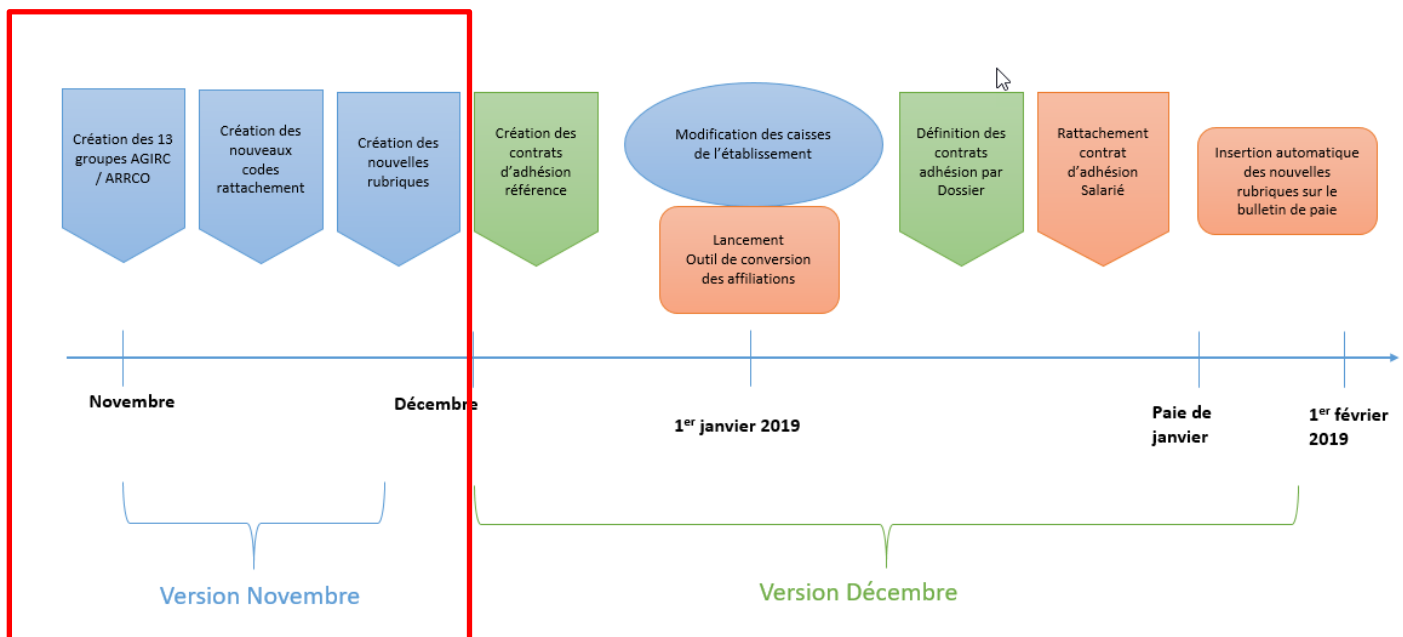 Création des 13
groupes AGIRC
/ ARRCO
Création des
nouveaux
codes
rattachement
Création des
nouvelles
rubriques
Création des
contrats
d'adhésion
référence
Modification des caisses
de l'établissement
Lancement
Outil de conversion
des affiliations
Définition des
contrats
adhésion par
Dossier
Rattachement
contrat
d'adhésion
Salarié
Insertion automatique
des nouvelles
rubriques sur le
bulletin de paie
Novembre
Décembre
1er janvier 2019
Paie de
janvier
1er février
2019
Version Novembre
Version Décembre